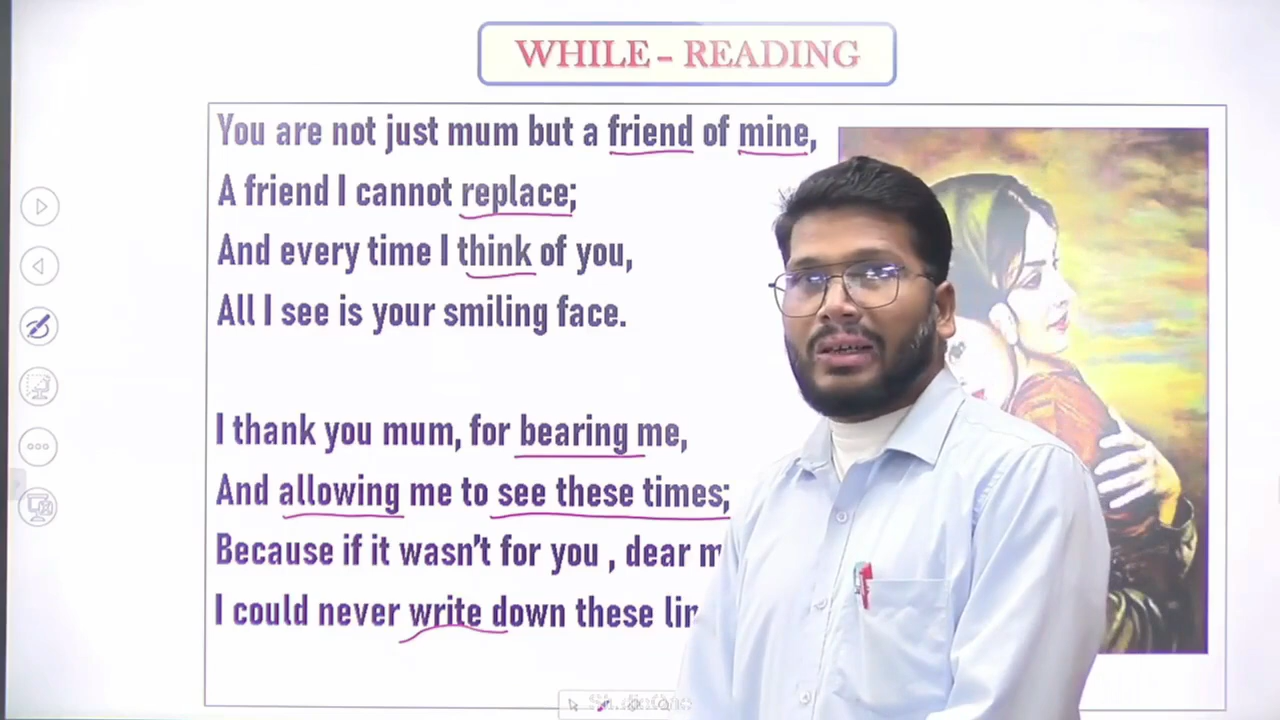 WHILE – READING
You are not just mum but a friend of mine,
A friend I cannot replace;
And every time I think of you,
All I see is your smiling face.
I thank you mum, for bearing me,
And allowing me to see these times;
Because if it wasn't for you , dear
I could never write down these